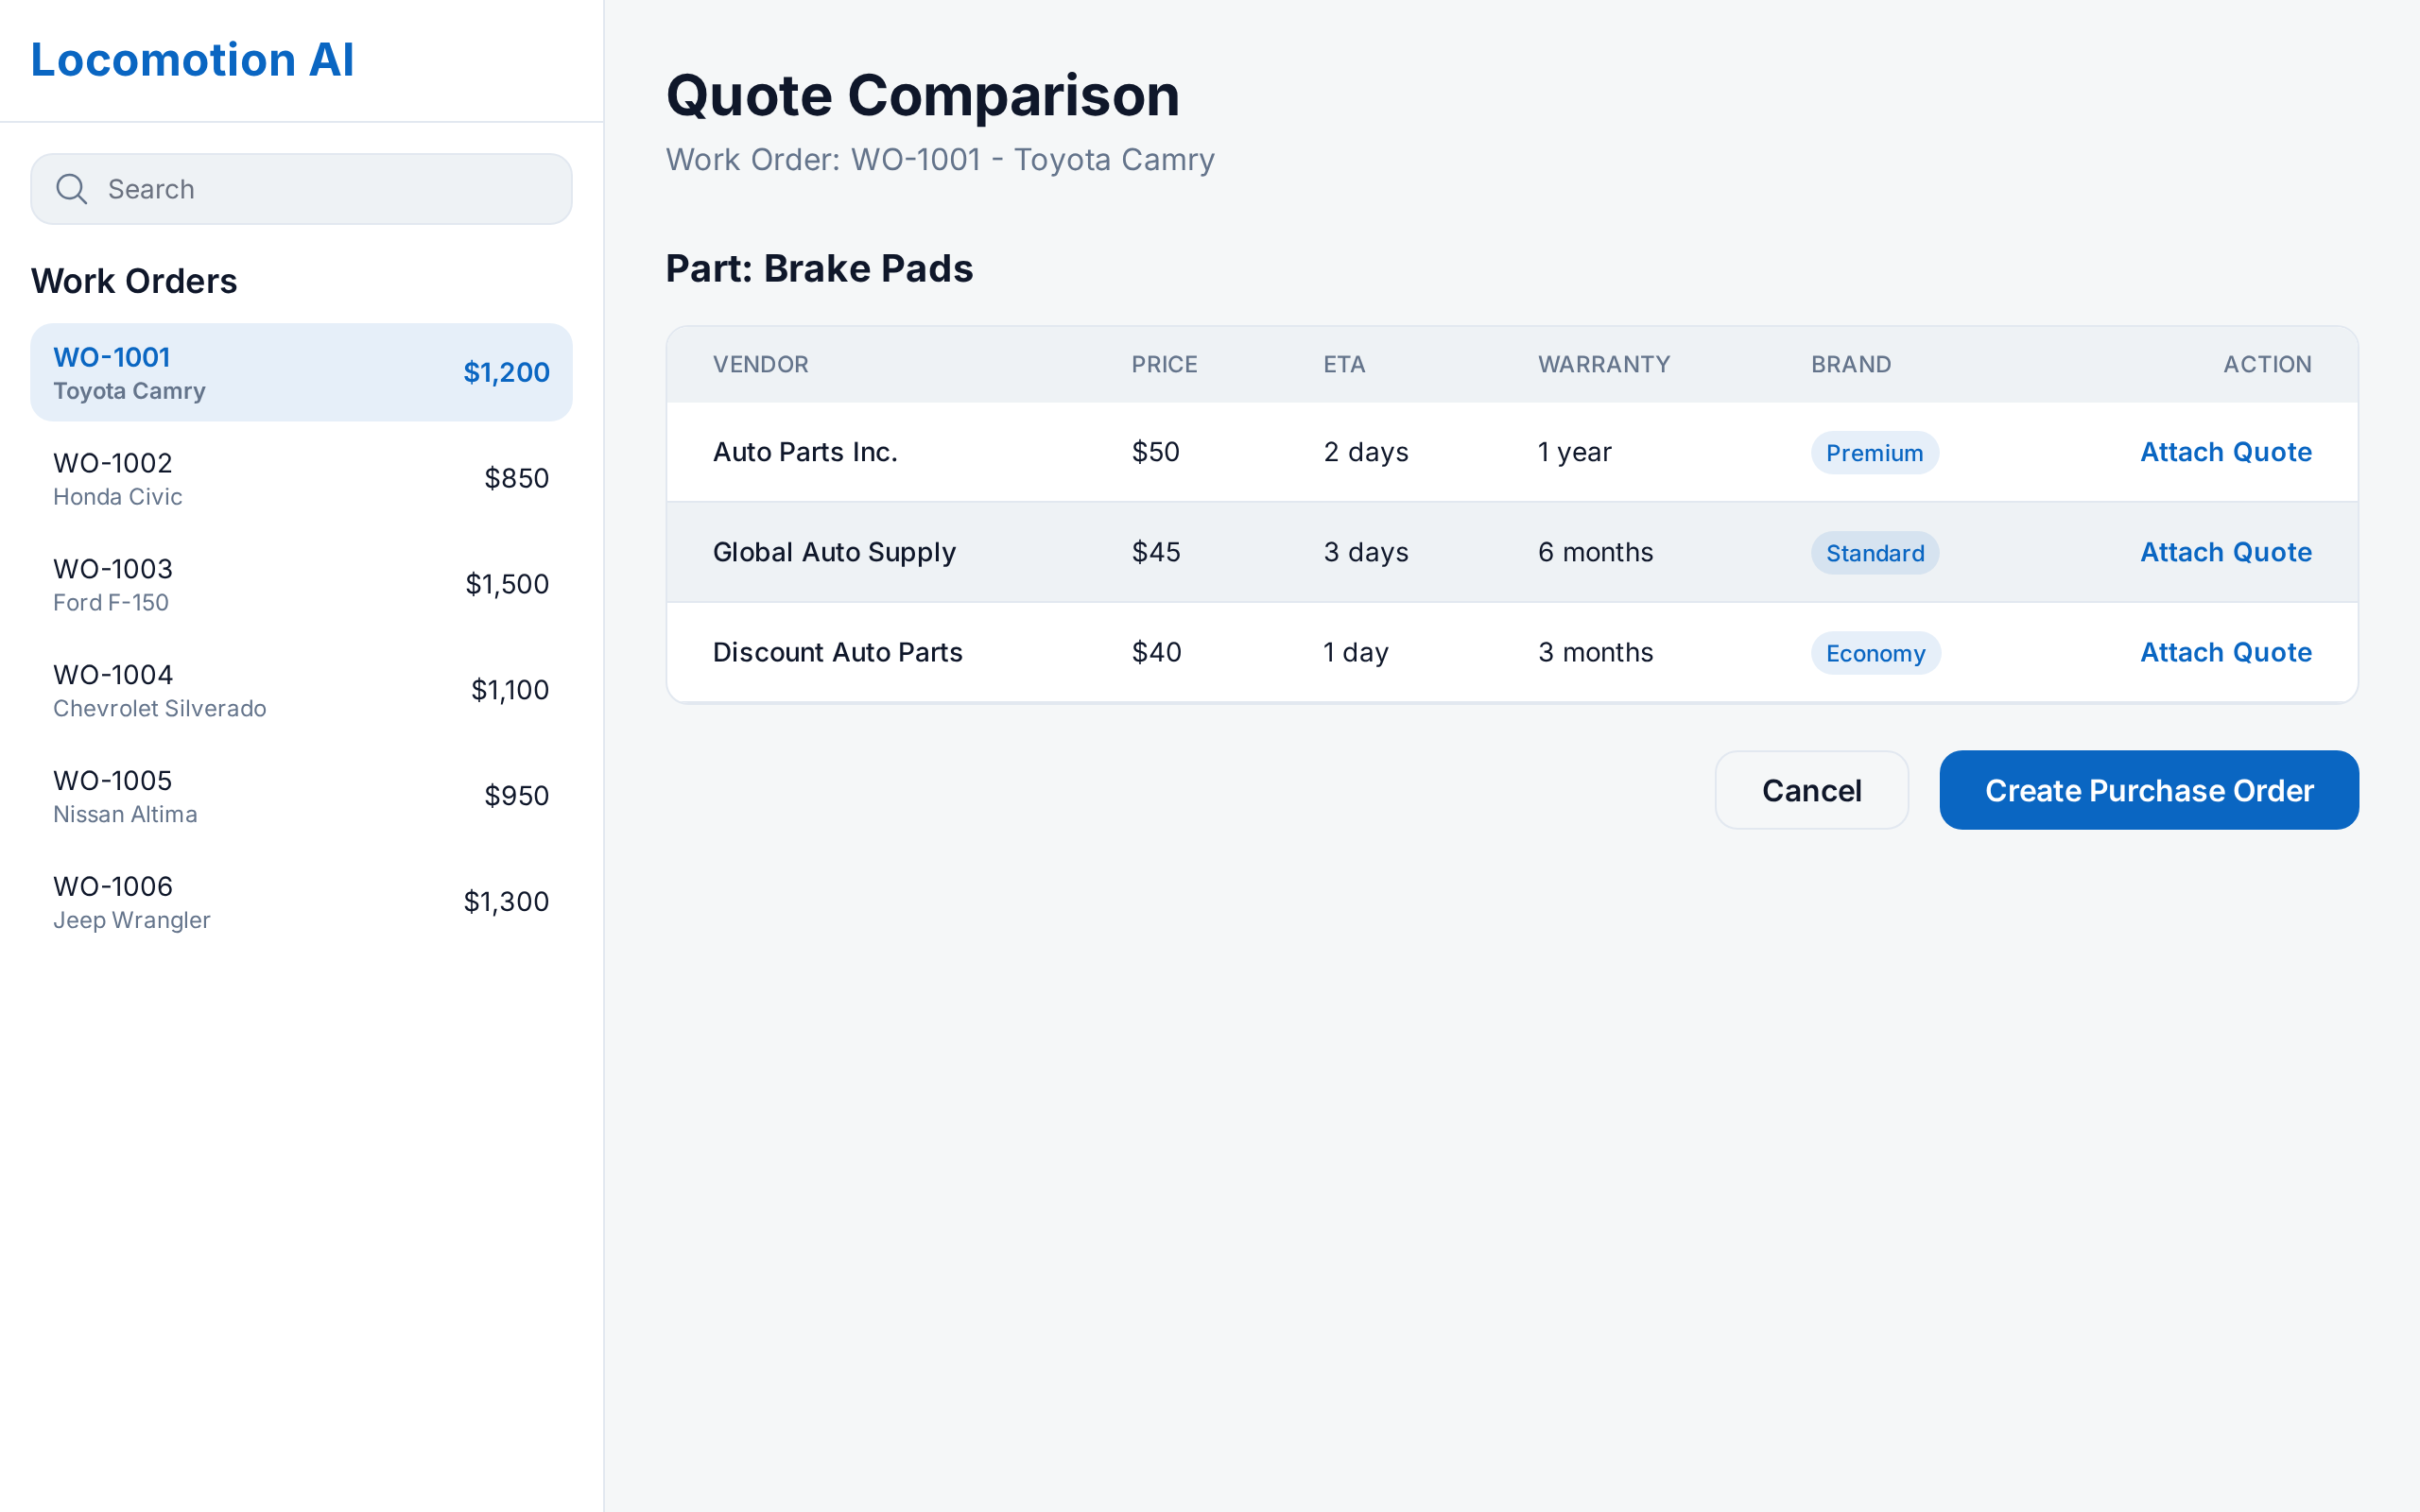 Locomotion AI
Search
Work Orders
WO-1001
Toyota Camry
$1,200
WO-1002
Honda Civic
$850
WO-1003
Ford F-150
$1,500
WO-1004
Chevrolet Silverado
$1,100
WO-1005
Nissan Altima
$950
WO-1006
Jeep Wrangler
$1,300
Quote Comparison
Work Order: WO-1001 - Toyota Camry
Part: Brake Pads
VENDOR PRICE ETA WARRANTY BRAND ACTION
Auto Parts Inc. $50 2 days 1 year Premium Attach Quote
Global Auto Supply $45 3 days 6 months Standard Attach Quote
Discount Auto Parts $40 1 day 3 months Economy Attach Quote
Cancel Create Purchase Order